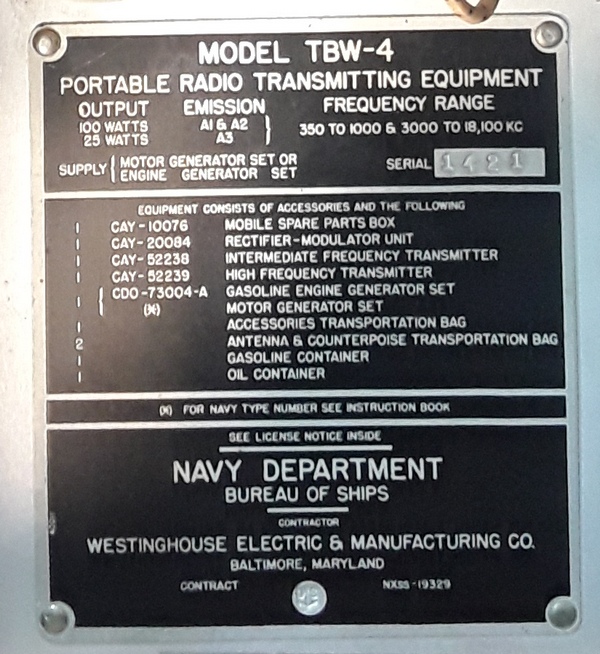 MODEL TBW-4
PORTABLE RADIO TRANSMITTING EQUIPMENT
OUTPUT EMISSION FREQUENCY RANGE
100 WATTS A1 & A2
25 WATTS A3 350 TO 1000 & 3000 TO 18,100 KC
SUPPLY { MOTOR GENERATOR SET OR
ENGINE GENERATOR SET
SERIAL 1421
EQUIPMENT CONSISTS OF ACCESSORIES AND THE FOLLOWING
1 CAY-10076 MOBILE SPARE PARTS BOX
1 CAY-20084 RECTIFIER-MODULATOR UNIT
1 CAY-52238 INTERMEDIATE FREQUENCY TRANSMITTER
1 CAY-52239 HIGH FREQUENCY TRANSMITTER
1 { CDO-73004-A GASOLINE ENGINE GENERATOR SET
(*) MOTOR GENERATOR SET
1 ACCESSORIES TRANSPORTATION BAG
2 ANTENNA & COUNTERPOISE TRANSPORTATION BAG
1 GASOLINE CONTAINER
1 OIL CONTAINER
(*) FOR NAVY TYPE NUMBER SEE INSTRUCTION BOOK
SEE LICENSE NOTICE INSIDE
NAVY DEPARTMENT
BUREAU OF SHIPS
CONTRACTOR
WESTINGHOUSE ELECTRIC & MANUFACTURING CO.
BALTIMORE, MARYLAND
CONTRACT NXSS-19329